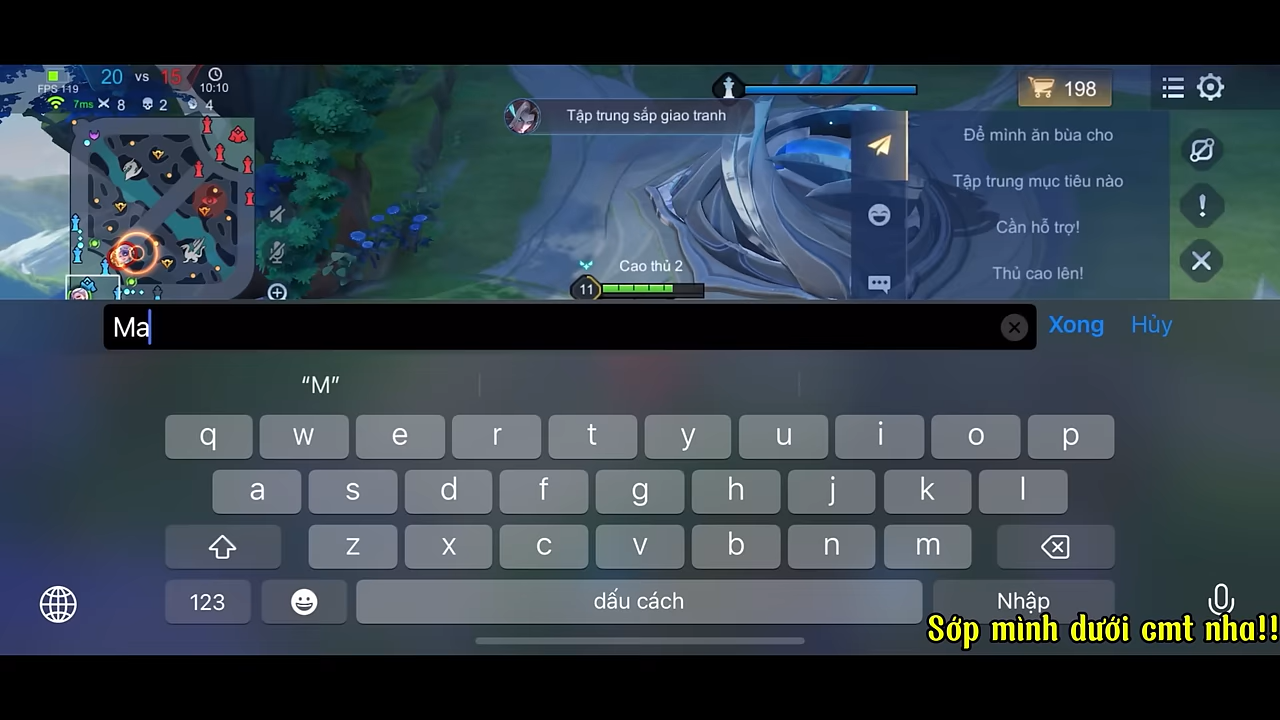 20 vs 15
10:10
FPS 119
7ms
8
2
4
Tập trung sắp giao tranh
198
Để mình ăn bùa cho
Tập trung mục tiêu nào
Cần hỗ trợ!
Thủ cao lên!
Cao thủ 2
11
Ma
Xong
Hủy
“M”
q w e r t y u i o p
a s d f g h j k l
z x c v b n m
123
dấu cách
Nhập
Sớp mình dưới cmt nha!!